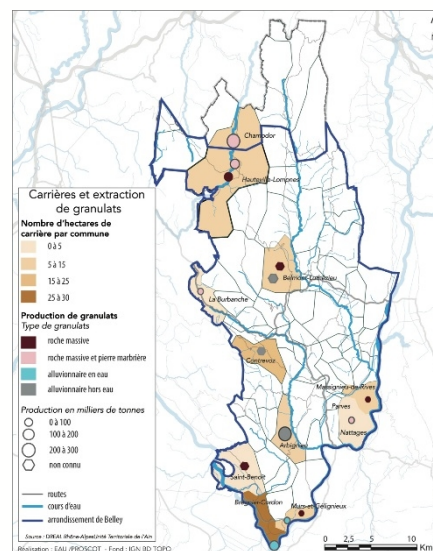 Carrières et extraction
de granulats
Nombre d'hectares de
carrière par commune
0 à 5
5 à 15
15 à 25
25 à 30
Production de granulats
Type de granulats
roche massive
roche massive et pierre marbrière
alluvionnaire en eau
alluvionnaire hors eau
Production en milliers de tonnes
0 à 100
100 à 200
200 à 300
non connu
routes
cours d'eau
arrondissement de Belley
Source : DREAL Rhône-Alpes,Unité Territoriale de l'Ain
Réalisation : EAU /PROSCOT - Fond : IGN BD TOPO
Champdor
Hauteville-Lompnes
Belmont-Luthézieu
La Burbanche
Contrevoz
Massignieu-de-Rives
Parves
Nattages
Arbignieu
Saint-Benoît
Brégnier-Cordon
Murs-et-Gélignieux
0 2,5 5 10
Km